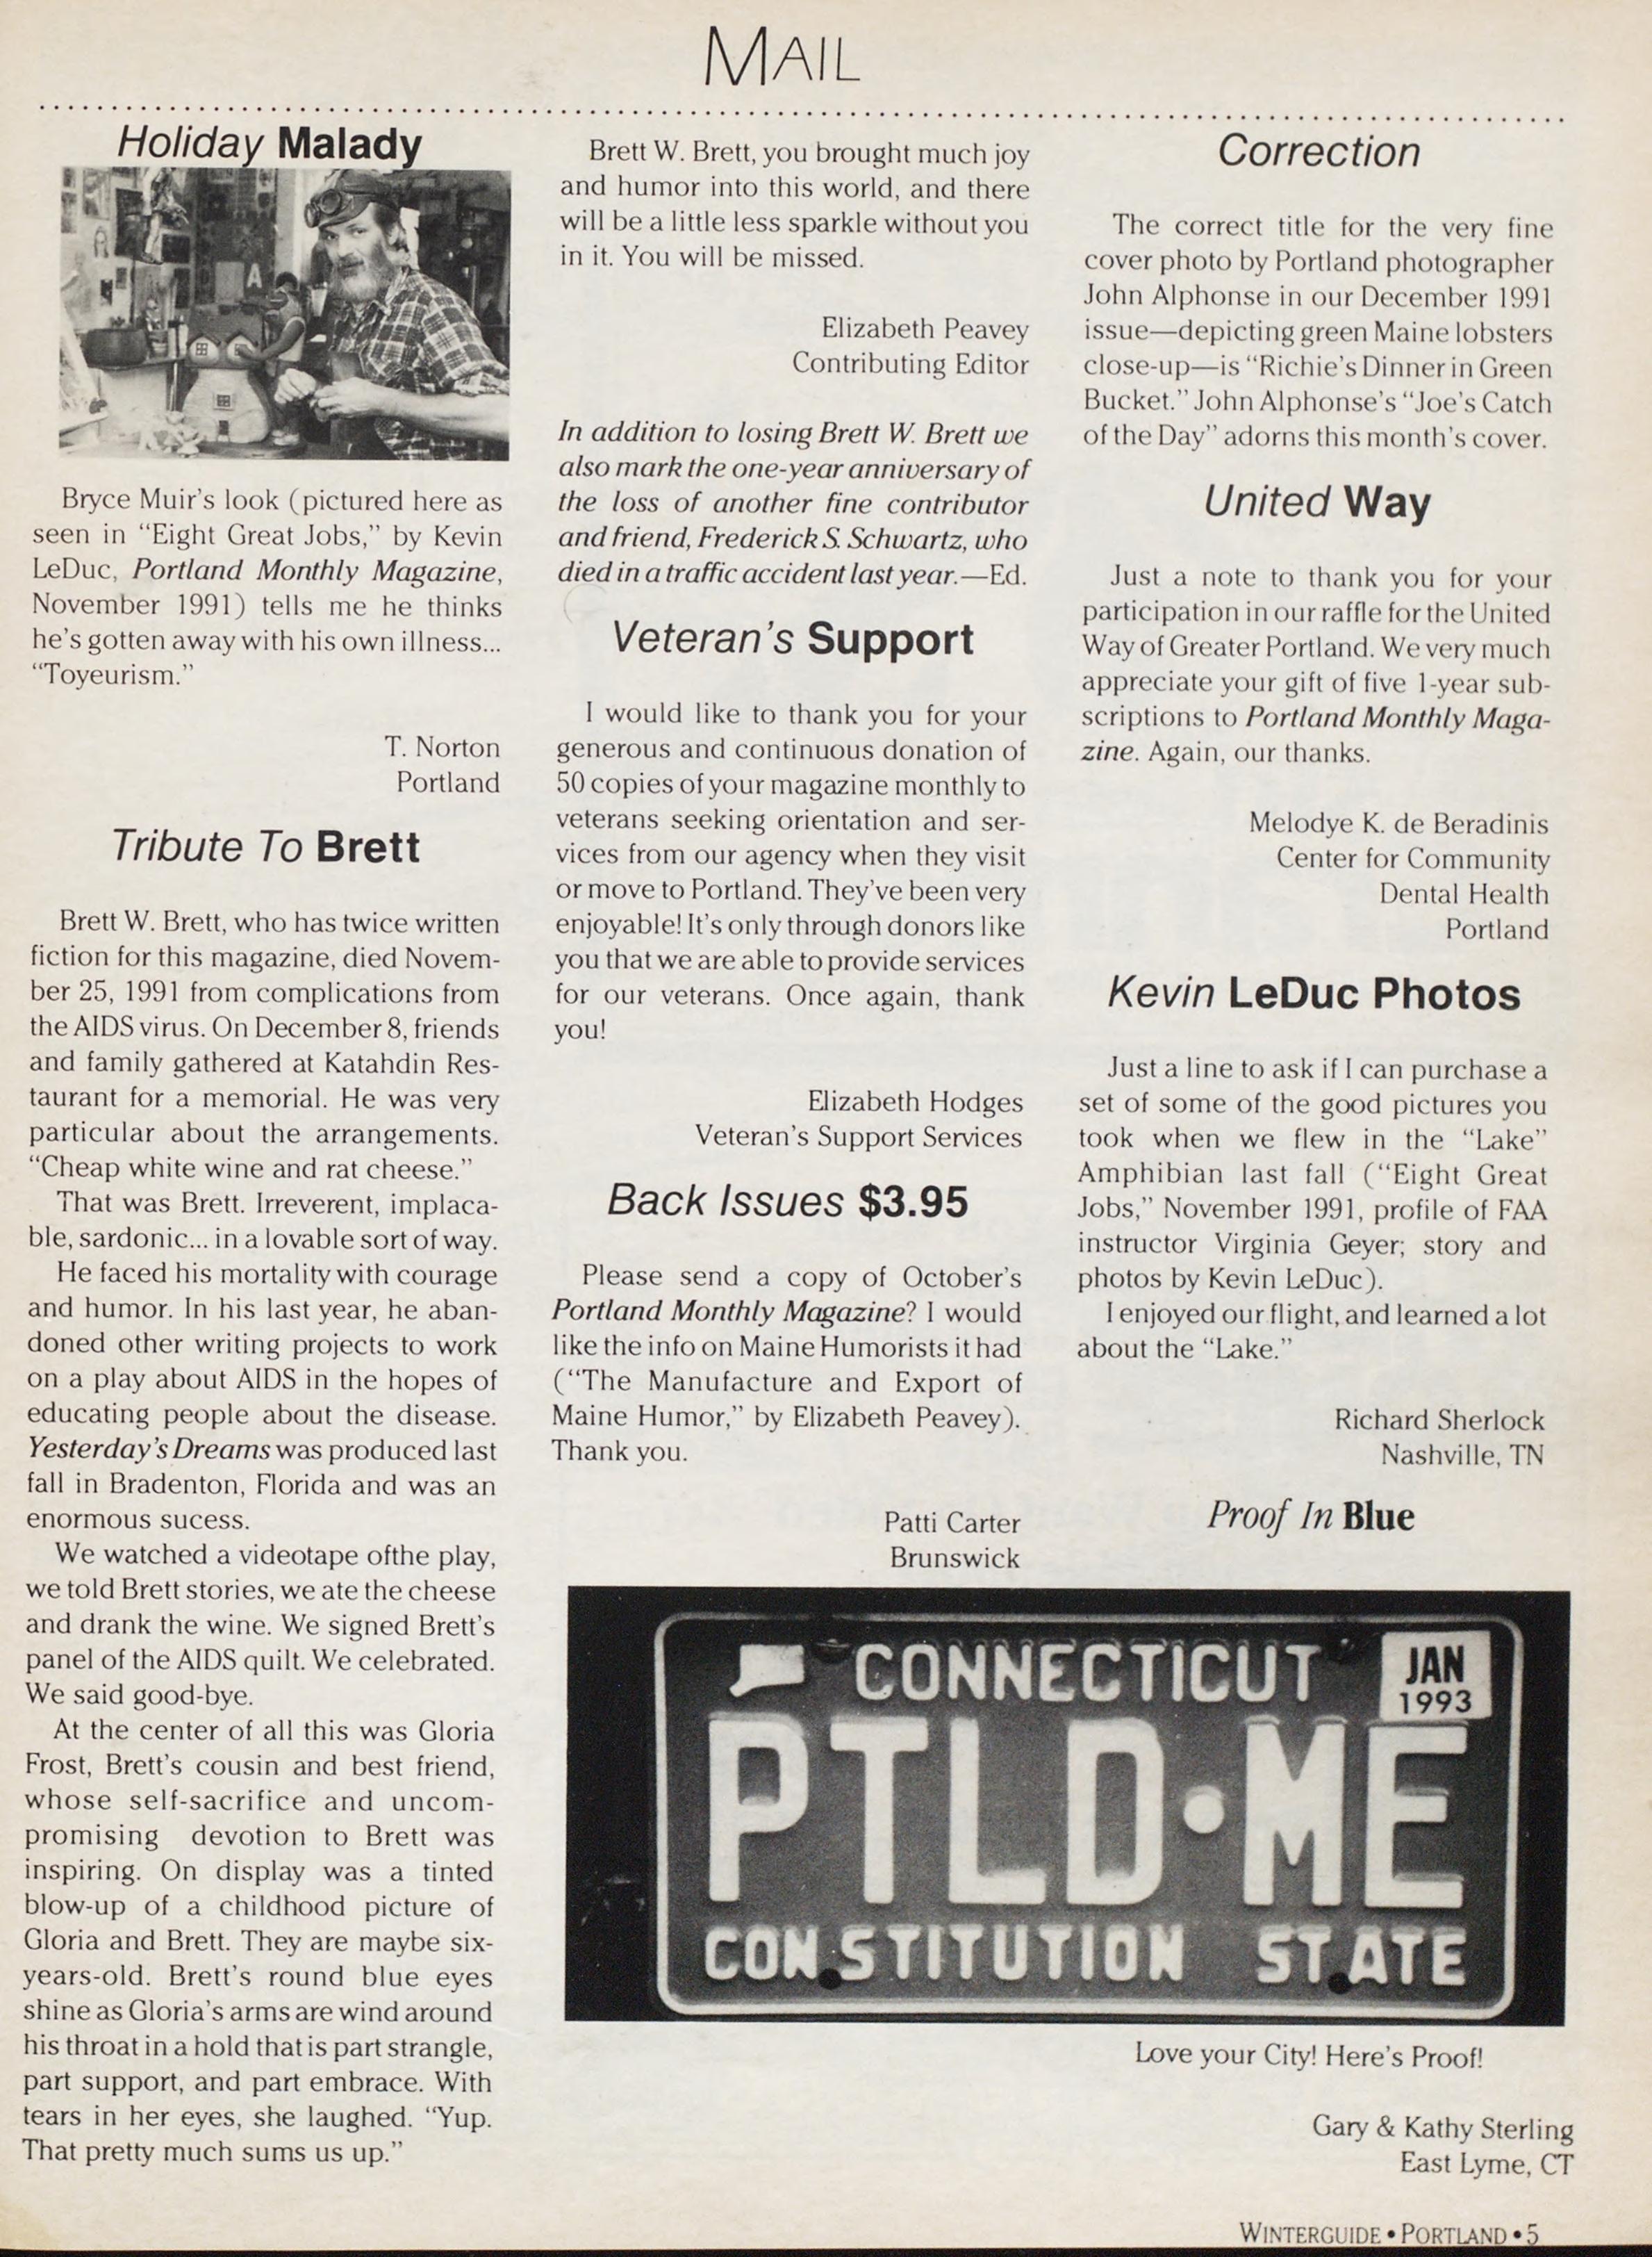 MAIL
Holiday Malady
Bryce Muir's look (pictured here as
seen in “Eight Great Jobs,” by Kevin
LeDuc, Portland Monthly Magazine,
November 1991) tells me he thinks
he's gotten away with his own illness...
“Toyeurism.”
T. Norton
Portland
Tribute To Brett
Brett W. Brett, who has twice written
fiction for this magazine, died Novem-
ber 25, 1991 from complications from
the AIDS virus. On December 8, friends
and family gathered at Katahdin Res-
taurant for a memorial. He was very
particular about the arrangements.
“Cheap white wine and rat cheese.”
That was Brett. Irreverent, implaca-
ble, sardonic... in a lovable sort of way.
He faced his mortality with courage
and humor. In his last year, he aban-
doned other writing projects to work
on a play about AIDS in the hopes of
educating people about the disease.
Yesterday's Dreams was produced last
fall in Bradenton, Florida and was an
enormous sucess.
We watched a videotape ofthe play,
we told Brett stories, we ate the cheese
and drank the wine. We signed Brett's
panel of the AIDS quilt. We celebrated.
We said good-bye.
At the center of all this was Gloria
Frost, Brett's cousin and best friend,
whose self-sacrifice and uncom-
promising devotion to Brett was
inspiring. On display was a tinted
blow-up of a childhood picture of
Gloria and Brett. They are maybe six-
years-old. Brett's round blue eyes
shine as Gloria's arms are wind around
his throat in a hold that is part strangle,
part support, and part embrace. With
tears in her eyes, she laughed. “Yup.
That pretty much sums us up.”
Brett W. Brett, you brought much joy
and humor into this world, and there
will be a little less sparkle without you
in it. You will be missed.
Elizabeth Peavey
Contributing Editor
In addition to losing Brett W. Brett we
also mark the one-year anniversary of
the loss of another fine contributor
and friend, Frederick S. Schwartz, who
died in a traffic accident last year.—Ed.
Veteran's Support
I would like to thank you for your
generous and continuous donation of
50 copies of your magazine monthly to
veterans seeking orientation and ser-
vices from our agency when they visit
or move to Portland. They've been very
enjoyable! It's only through donors like
you that we are able to provide services
for our veterans. Once again, thank
you!
Elizabeth Hodges
Veteran's Support Services
Back Issues $3.95
Please send a copy of October's
Portland Monthly Magazine? I would
like the info on Maine Humorists it had
(“The Manufacture and Export of
Maine Humor,” by Elizabeth Peavey).
Thank you.
Patti Carter
Brunswick
Correction
The correct title for the very fine
cover photo by Portland photographer
John Alphonse in our December 1991
issue—depicting green Maine lobsters
close-up—is “Richie's Dinner in Green
Bucket.” John Alphonse's “Joe's Catch
of the Day” adorns this month's cover.
United Way
Just a note to thank you for your
participation in our raffle for the United
Way of Greater Portland. We very much
appreciate your gift of five 1-year sub-
scriptions to Portland Monthly Maga-
zine. Again, our thanks.
Melodye K. de Beradinis
Center for Community
Dental Health
Portland
Kevin LeDuc Photos
Just a line to ask if I can purchase a
set of some of the good pictures you
took when we flew in the “Lake”
Amphibian last fall (“Eight Great
Jobs,” November 1991, profile of FAA
instructor Virginia Geyer; story and
photos by Kevin LeDuc).
I enjoyed our flight, and learned a lot
about the “Lake.”
Richard Sherlock
Nashville, TN
Proof In Blue
CONNECTICUT
JAN
1993
PTLD•ME
CONSTITUTION STATE
Love your City! Here's Proof!
Gary & Kathy Sterling
East Lyme, CT
WINTERGUIDE • PORTLAND • 5
A